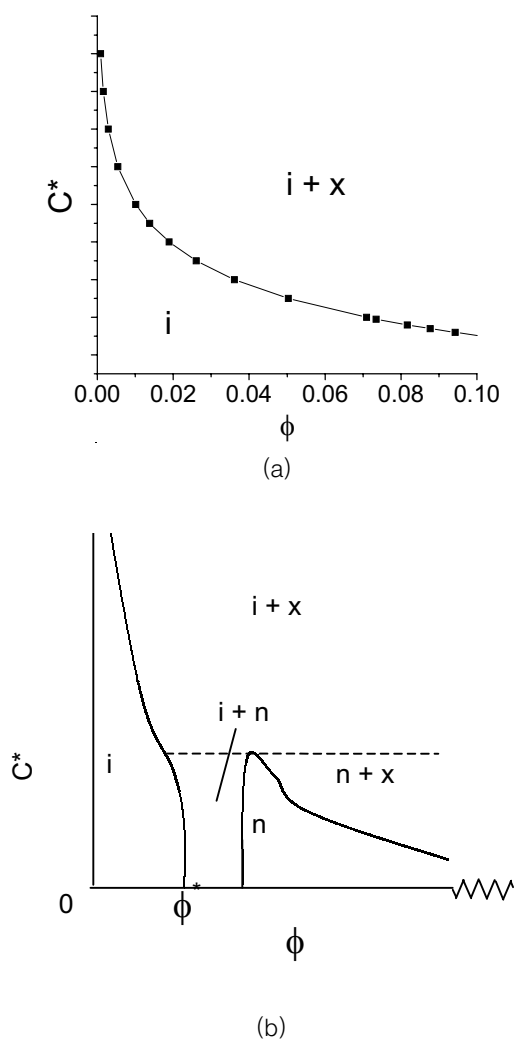 C*
i + x
i
0.00 0.02 0.04 0.06 0.08 0.10
ϕ
(a)
i + x
i + n
C*
i
n + x
n
0
ϕ*
ϕ
(b)